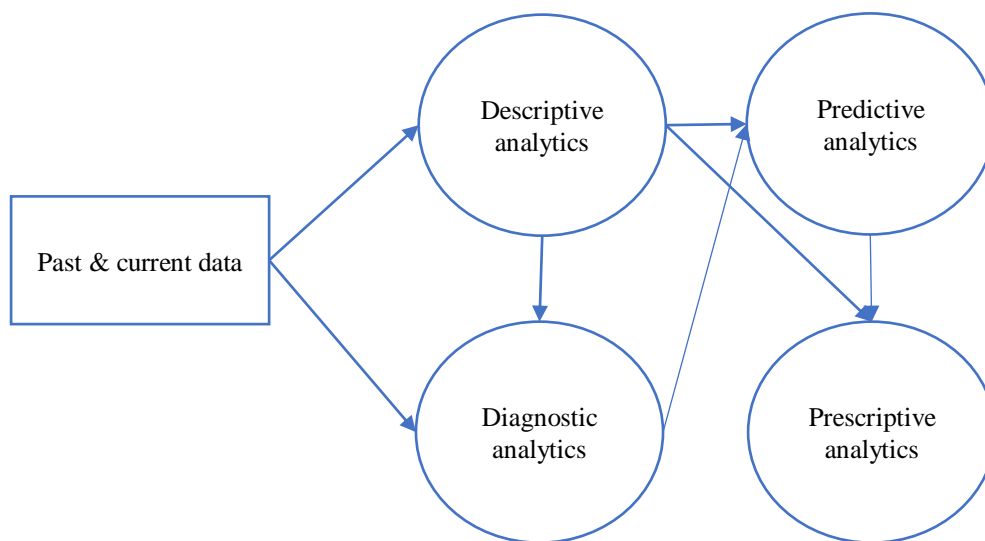 Descriptive
analytics
Predictive
analytics
Past & current data
Diagnostic
analytics
Prescriptive
analytics